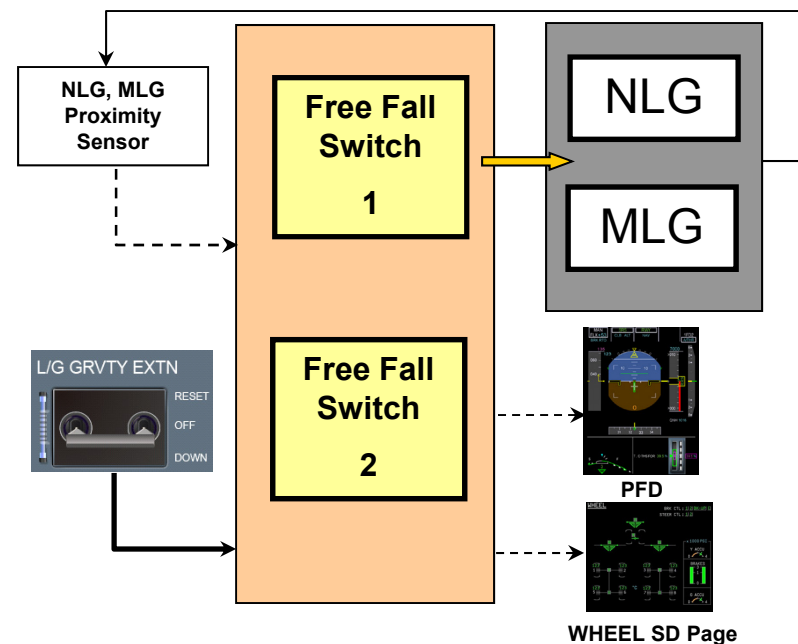 NLG, MLG
Proximity
Sensor
Free Fall
Switch
1
NLG
MLG
L/G GRVTY EXTN
RESET
OFF
DOWN
Free Fall
Switch
2
PFD
WHEEL
WHEEL SD Page